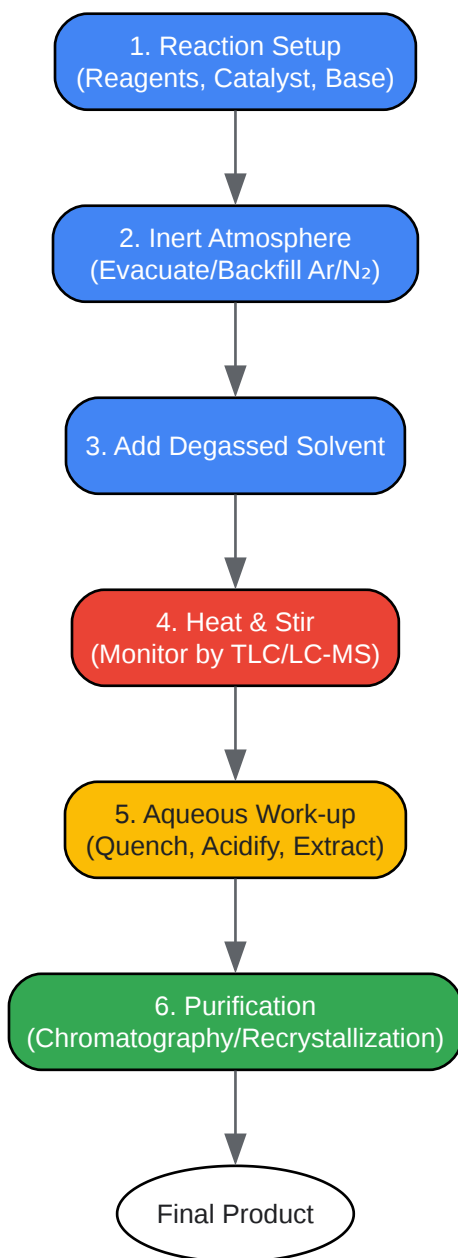 1. Reaction Setup
(Reagents, Catalyst, Base)
2. Inert Atmosphere
(Evacuate/Backfill Ar/N₂)
3. Add Degassed Solvent
4. Heat & Stir
(Monitor by TLC/LC-MS)
5. Aqueous Work-up
(Quench, Acidify, Extract)
6. Purification
(Chromatography/Recrystallization)
Final Product